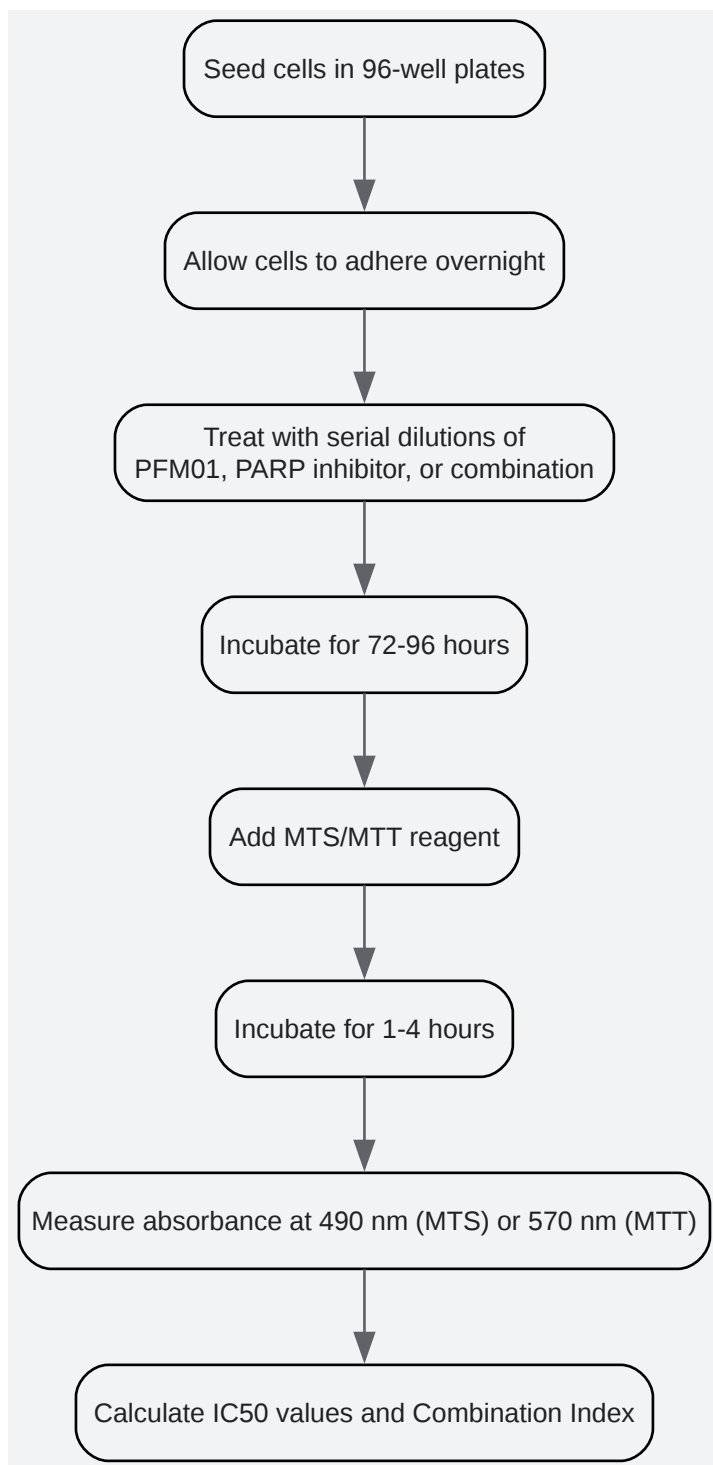 Seed cells in 96-well plates
Allow cells to adhere overnight
Treat with serial dilutions of
PFM01, PARP inhibitor, or combination
Incubate for 72-96 hours
Add MTS/MTT reagent
Incubate for 1-4 hours
Measure absorbance at 490 nm (MTS) or 570 nm (MTT)
Calculate IC50 values and Combination Index